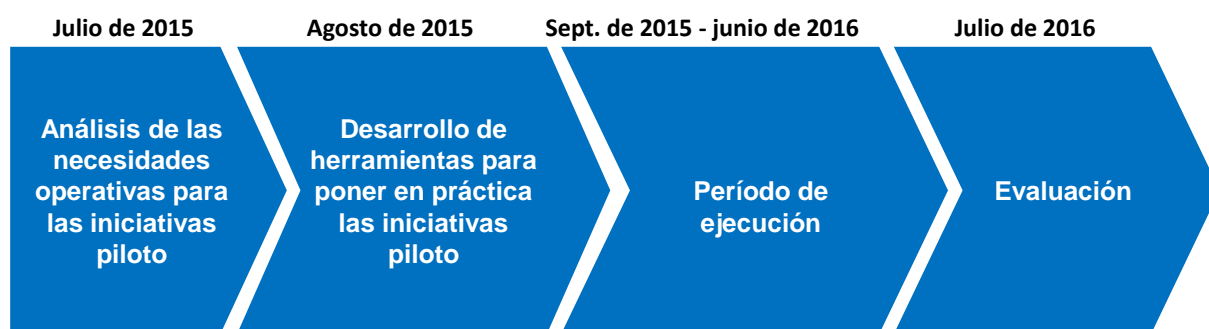 Julio de 2015
Agosto de 2015
Sept. de 2015 - junio de 2016
Julio de 2016
Análisis de las
necesidades
operativas para
las iniciativas
piloto
Desarrollo de
herramientas para
poner en práctica
las iniciativas
piloto
Período de
ejecución
Evaluación